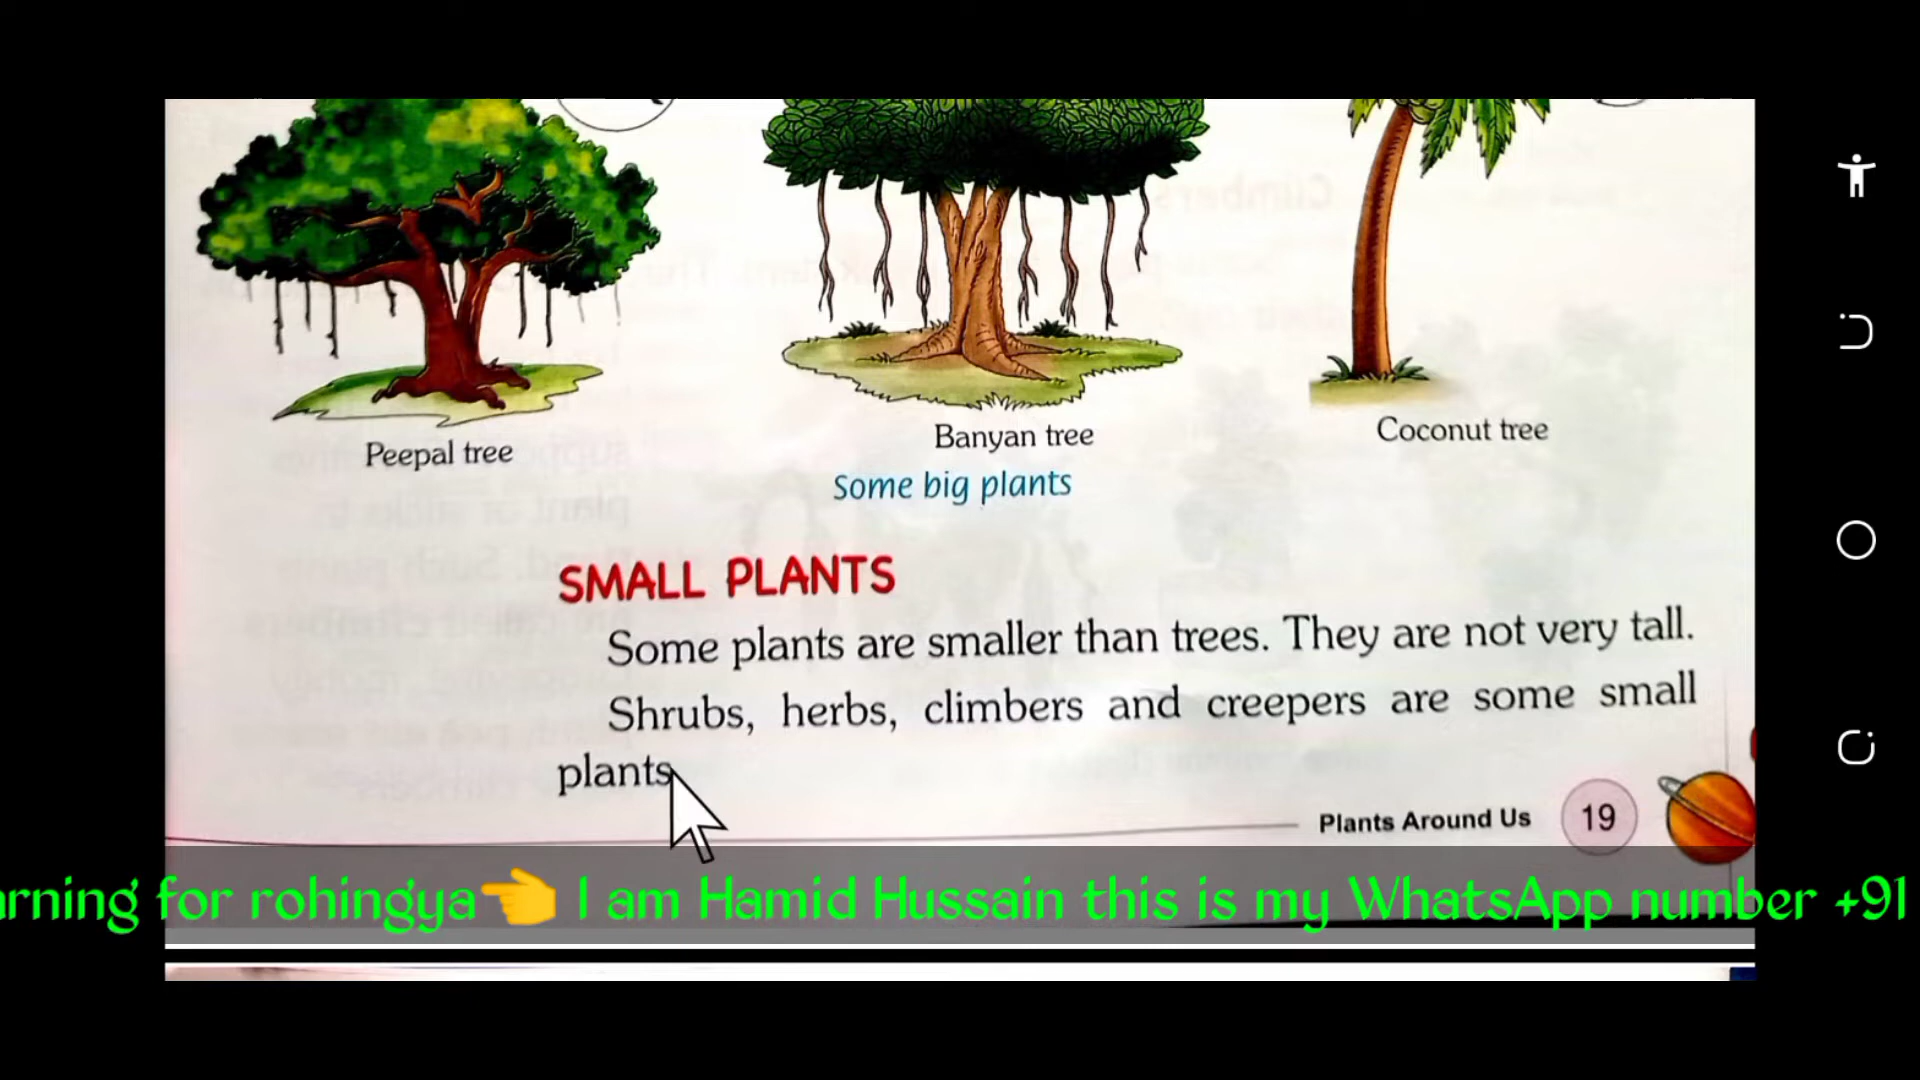 Peepal tree
Banyan tree
Coconut tree
Some big plants
SMALL PLANTS
Some plants are smaller than trees. They are not very tall.
Shrubs, herbs, climbers and creepers are some small
plants
Plants Around Us 19
for rohingya👈 I am Hamid Hussain this is my WhatsApp number +91